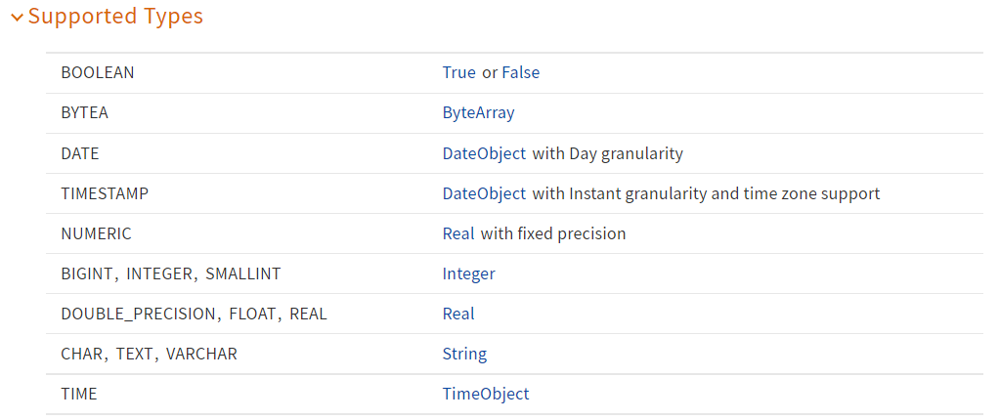 Supported Types
BOOLEAN True or False
BYTEA ByteArray
DATE DateObject with Day granularity
TIMESTAMP DateObject with Instant granularity and time zone support
NUMERIC Real with fixed precision
BIGINT, INTEGER, SMALLINT Integer
DOUBLE_PRECISION, FLOAT, REAL Real
CHAR, TEXT, VARCHAR String
TIME TimeObject